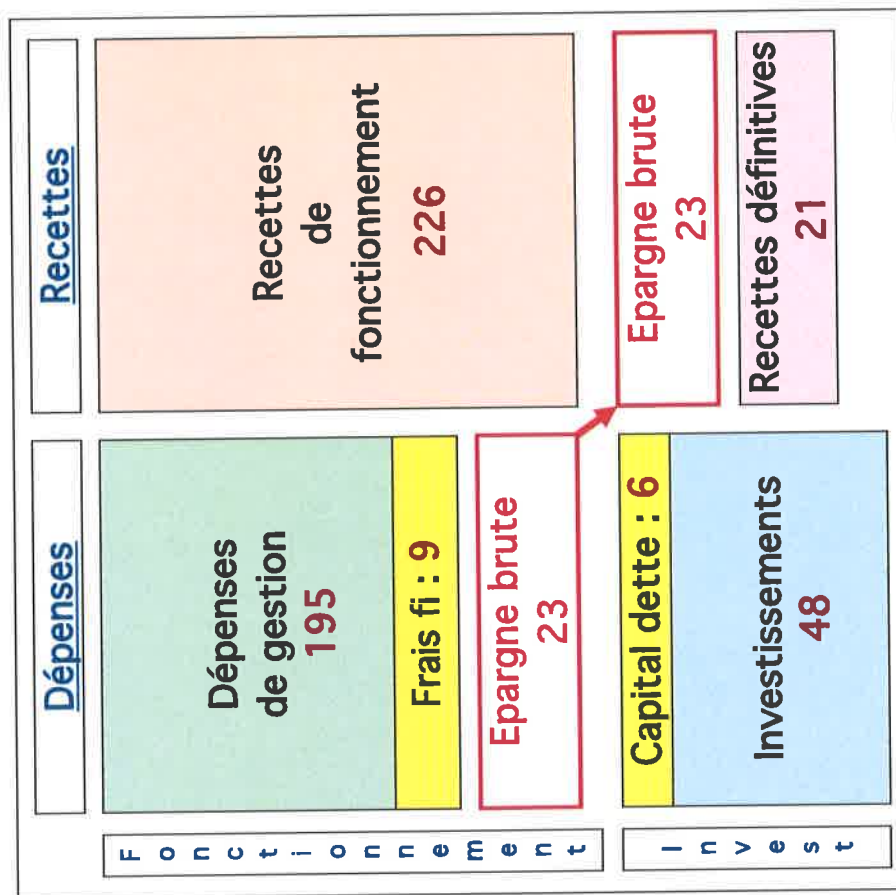 Dépenses
Recettes
Fonctionnement
Dépenses
de gestion
195
Frais fi : 9
Epargne brute
23
Recettes
de
fonctionnement
226
Invest
Capital dette : 6
Investissements
48
Epargne brute
23
Recettes définitives
21